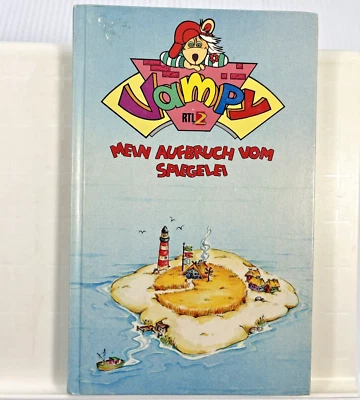 Vampy
RTL2
MEIN AUFBRUCH VOM
SPIEGELEI